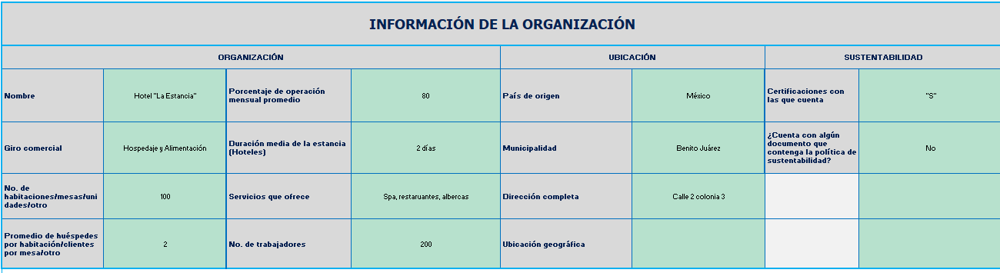 INFORMACIÓN DE LA ORGANIZACIÓN
ORGANIZACIÓN
UBICACIÓN
SUSTENTABILIDAD
Nombre
Hotel "La Estancia"
Porcentaje de operación
mensual promedio
80
País de origen
México
Certificaciones con
las que cuenta
"S"
Giro comercial
Hospedaje y Alimentación
Duración media de la estancia
(Hoteles)
2 días
Municipalidad
Benito Juárez
¿Cuenta con algún
documento que
contenga la política de
sustentabilidad?
No
No. de
habitaciones/mesas/uni
dades/otro
100
Servicios que ofrece
Spa, restaruantes, albercas
Dirección completa
Calle 2 colonia 3
Promedio de huéspedes
por habitación/clientes
por mesa/otro
2
No. de trabajadores
200
Ubicación geográfica